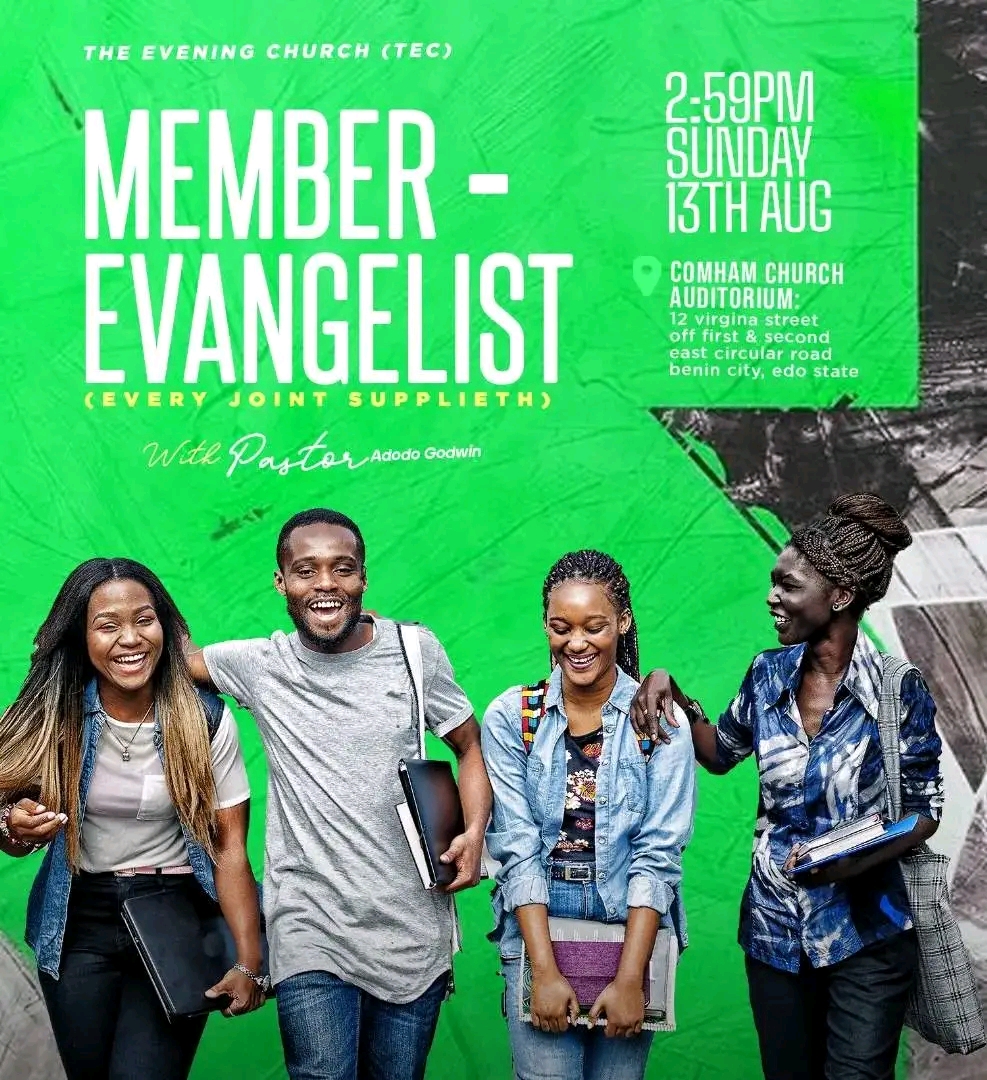 THE EVENING CHURCH (TEC)
MEMBER -
EVANGELIST
(EVERY JOINT SUPPLIETH)
With Pastor Adodo Godwin
2:59PM
SUNDAY
13TH AUG
COMHAM CHURCH
AUDITORIUM:
12 virgina street
off first & second
east circular road
benin city, edo state